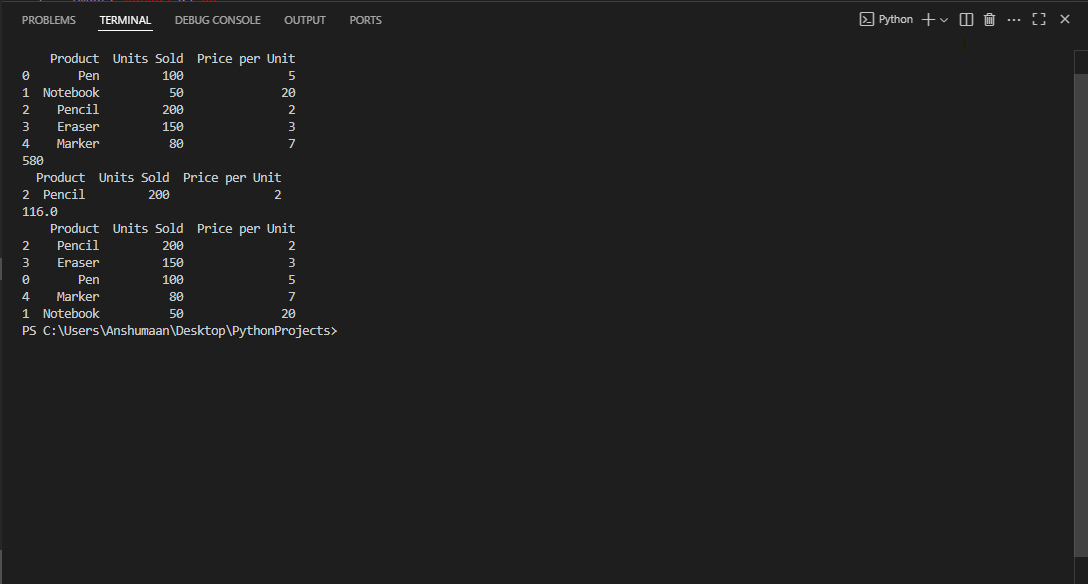 PROBLEMS TERMINAL DEBUG CONSOLE OUTPUT PORTS Python
Product Units Sold Price per Unit
0 Pen 100 5
1 Notebook 50 20
2 Pencil 200 2
3 Eraser 150 3
4 Marker 80 7
580
Product Units Sold Price per Unit
2 Pencil 200 2
116.0
Product Units Sold Price per Unit
2 Pencil 200 2
3 Eraser 150 3
0 Pen 100 5
4 Marker 80 7
1 Notebook 50 20
PS C:\Users\Anshumaan\Desktop\PythonProjects>